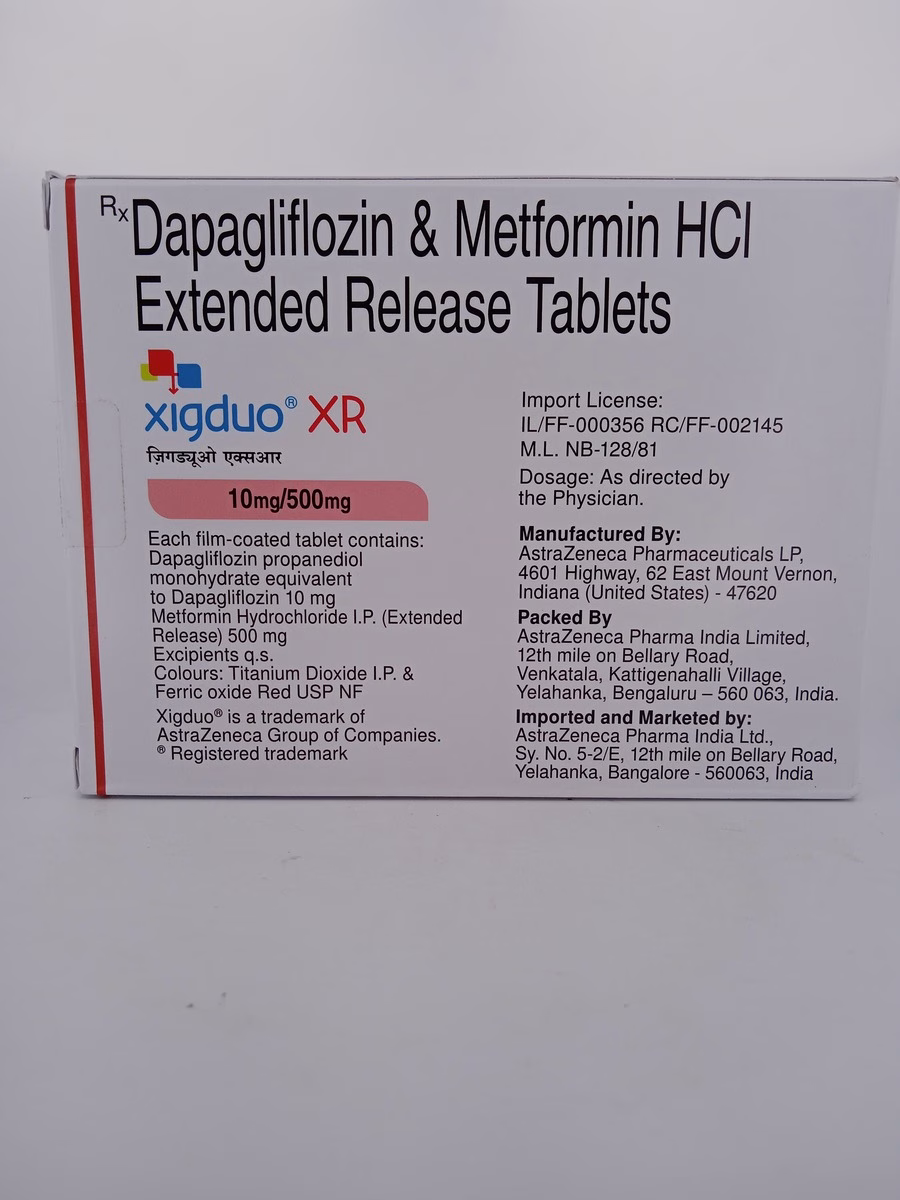 Rx Dapagliflozin & Metformin HCl
Extended Release Tablets
xigduo® XR
ज़िगड्यूओ एक्सआर
10mg/500mg
Each film-coated tablet contains:
Dapagliflozin propanediol
monohydrate equivalent
to Dapagliflozin 10 mg
Metformin Hydrochloride I.P. (Extended
Release) 500 mg
Excipients q.s.
Colours: Titanium Dioxide I.P. &
Ferric oxide Red USP NF
Xigduo® is a trademark of
AstraZeneca Group of Companies.
® Registered trademark
Import License:
IL/FF-000356 RC/FF-002145
M.L. NB-128/81
Dosage: As directed by
the Physician.
Manufactured By:
AstraZeneca Pharmaceuticals LP,
4601 Highway, 62 East Mount Vernon,
Indiana (United States) - 47620
Packed By
AstraZeneca Pharma India Limited,
12th mile on Bellary Road,
Venkatala, Kattigenahalli Village,
Yelahanka, Bengaluru – 560 063, India.
Imported and Marketed by:
AstraZeneca Pharma India Ltd.,
Sy. No. 5-2/E, 12th mile on Bellary Road,
Yelahanka, Bangalore - 560063, India